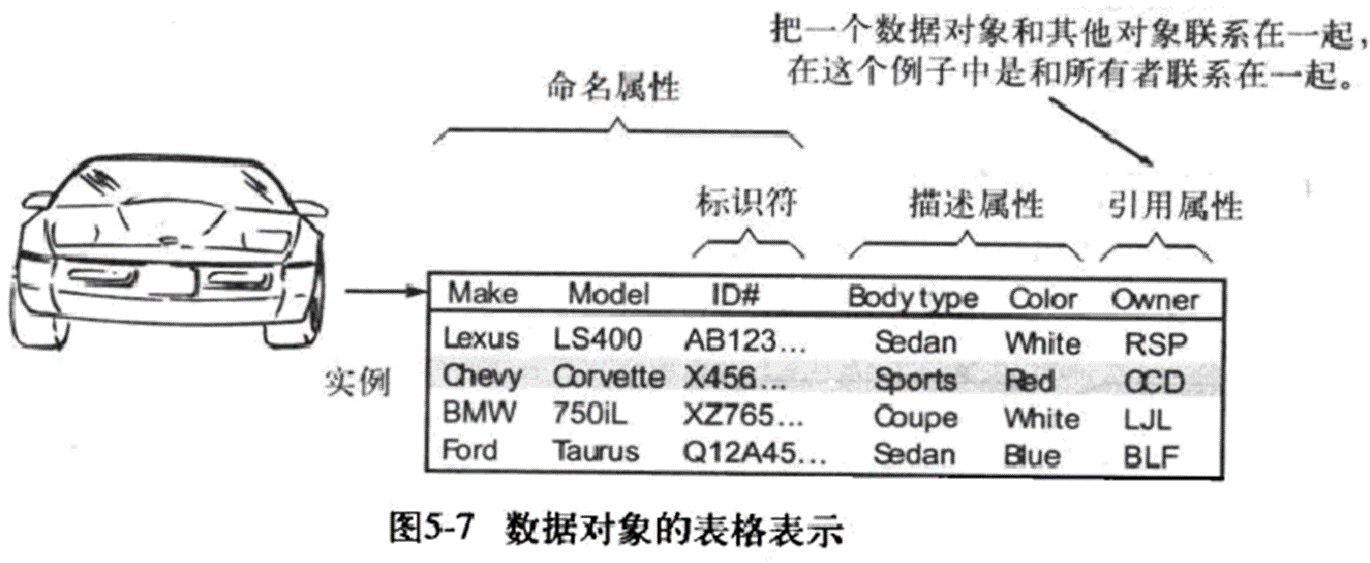 把一个数据对象和其他对象联系在一起，
在这个例子中是和所有者联系在一起。
命名属性
标识符 描述属性 引用属性
Make Model ID# Body type Color Owner
Lexus LS400 AB123... Sedan White RSP
实例
Chevy Corvette X456.... Sports Red OCD
BMW 750iL XZ765... Coupe White LJL
Ford Taurus Q12A45... Sedan Blue BLF
图5-7 数据对象的表格表示